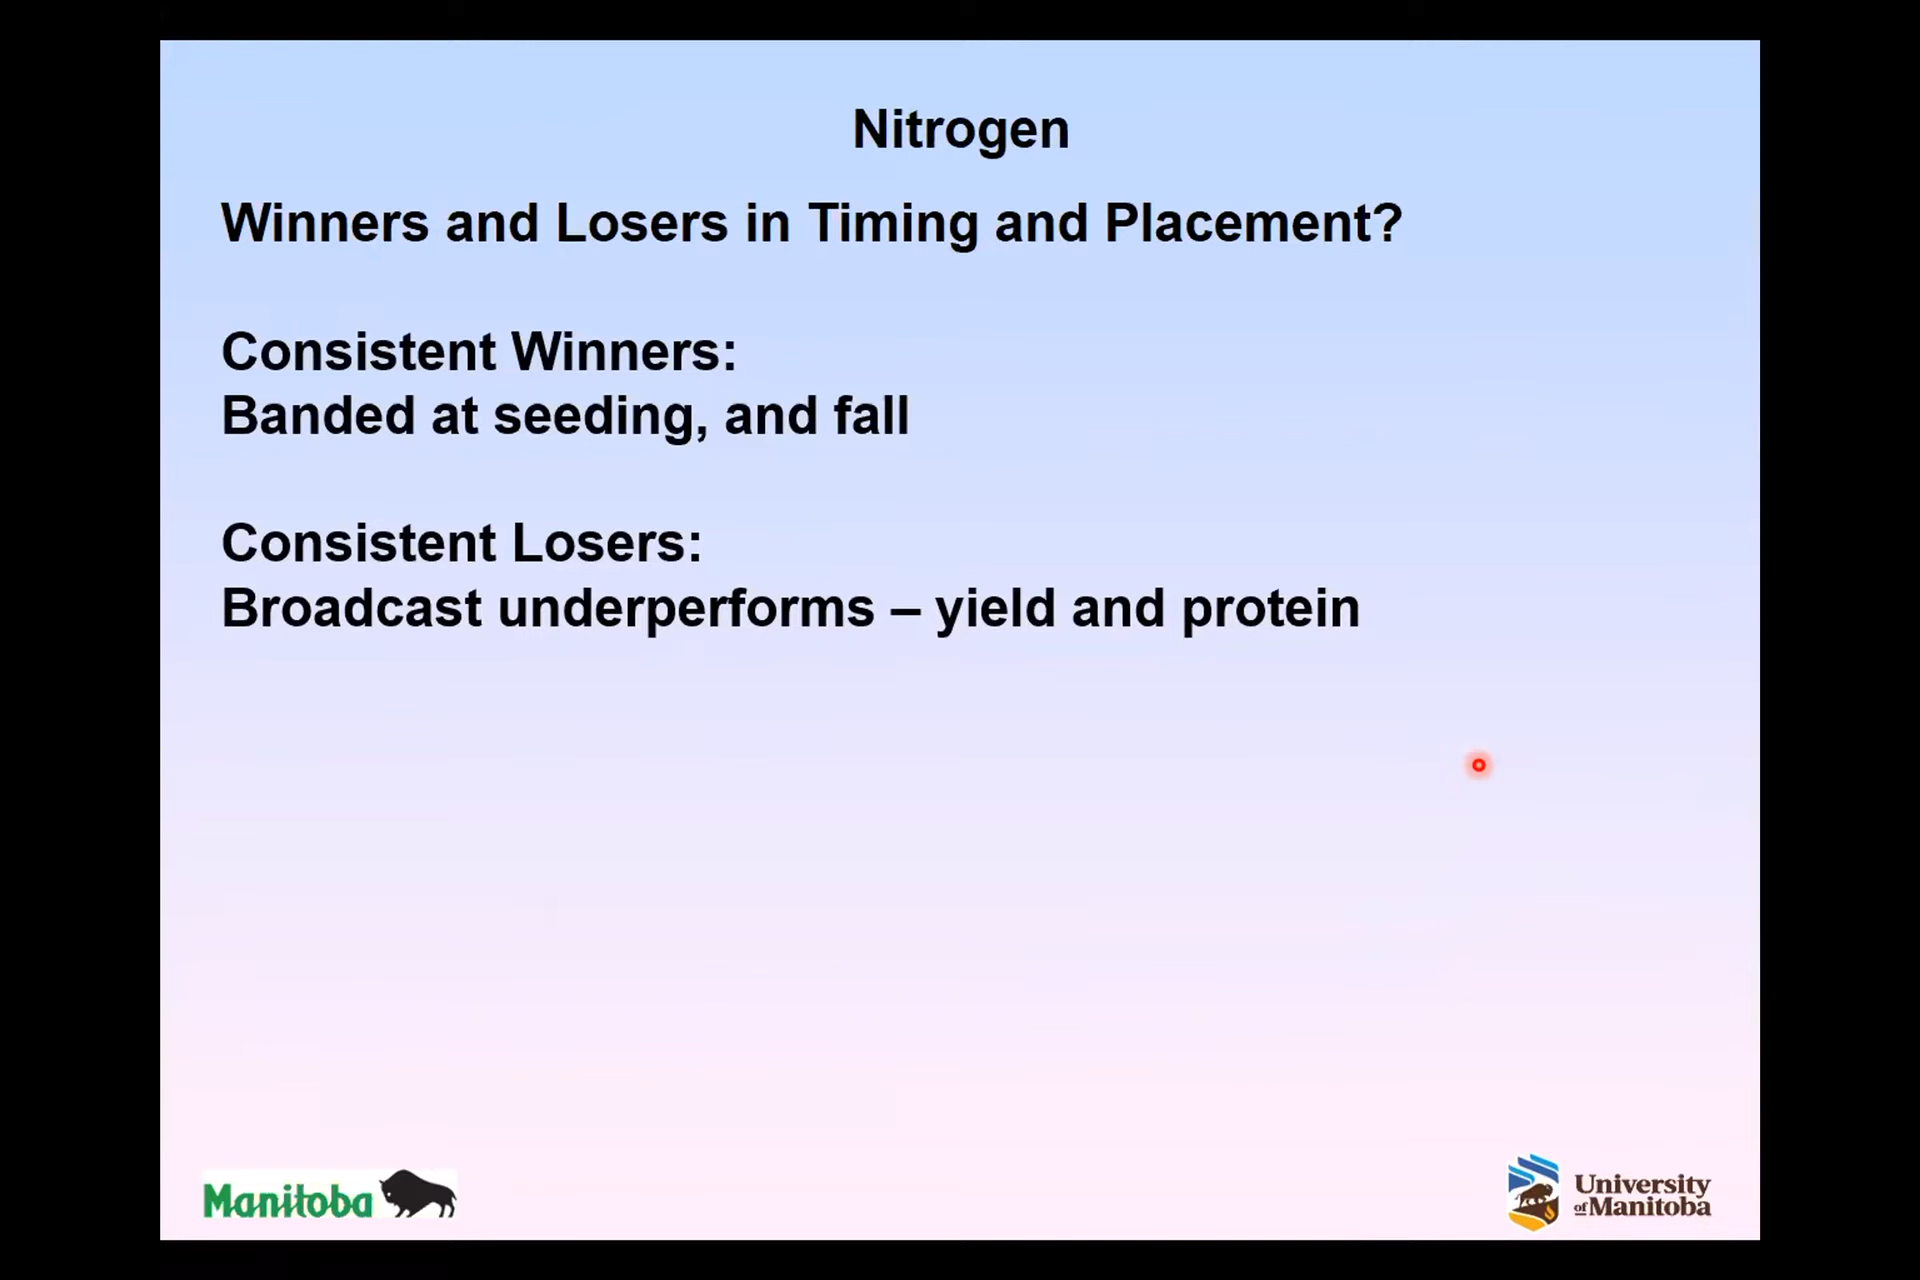 Nitrogen
Winners and Losers in Timing and Placement?
Consistent Winners:
Banded at seeding, and fall
Consistent Losers:
Broadcast underperforms – yield and protein
Manitoba
University
of Manitoba